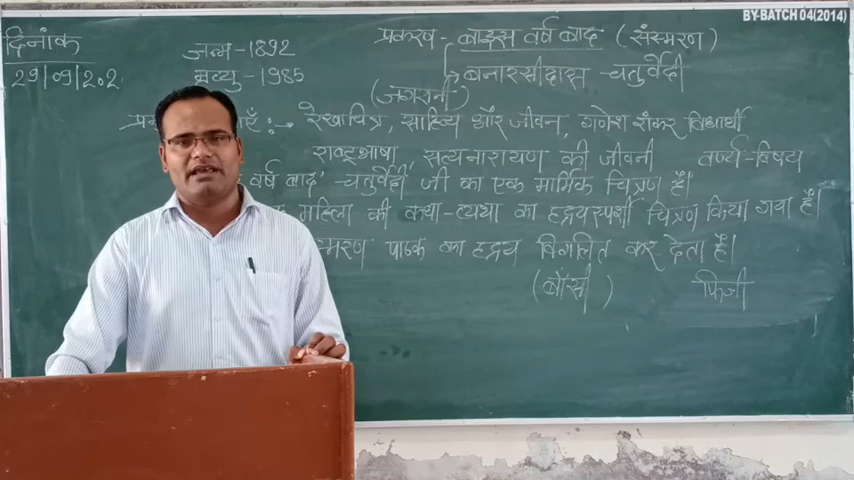 BY-BATCH 04(2014)
दिनांक
29/09/202
जन्म-1892
मृत्यु-1985
प्रकरण- बाइस वर्ष बाद (संस्मरण)
बनारसीदास -चतुर्वेदी
(जगरानी)
रेखाचित्र, साहित्य और जीवन, गणेश शंकर विद्यार्थी
राष्ट्रभाषा, सत्यनारायण की जीवनी वर्ण्य-विषय
वर्ष बाद' -चतुर्वेदी जी का एक मार्मिक चित्रण है।
महिला की कथा-व्यथा का हृदयस्पर्शी चित्रण किया गया है।
स्मरण पाठक का हृदय विगलित कर देता है।
(बाँसी) फिजी